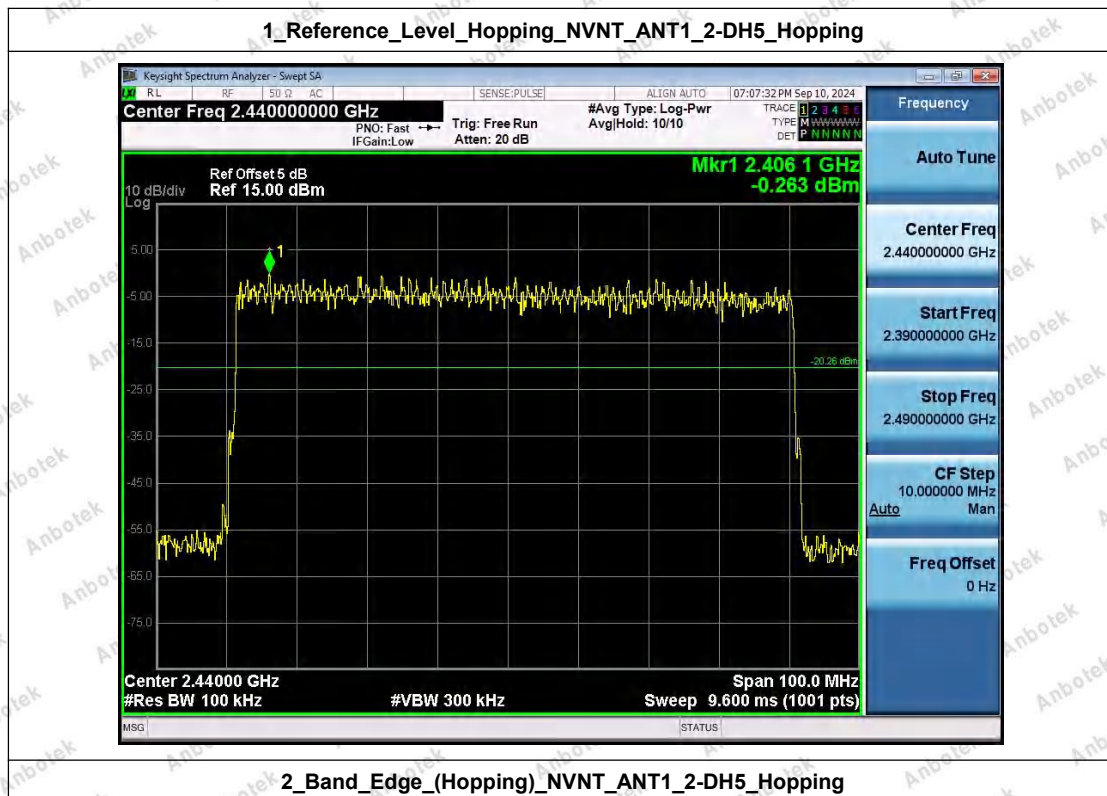 1_Reference_Level_Hopping_NVNT_ANT1_2-DH5_Hopping
Keysight Spectrum Analyzer - Swept SA
LXI RL RF 50 Ω AC SENSE:PULSE ALIGN AUTO 07:07:32 PM Sep 10, 2024
Center Freq 2.440000000 GHz
PNO: Fast
IFGain:Low
Trig: Free Run
Atten: 20 dB
#Avg Type: Log-Pwr
Avg|Hold: 10/10
TRACE 1 2 3 4 5 6
TYPE M WWWWW
DET P N N N N N
Mkr1 2.406 1 GHz
-0.263 dBm
Ref Offset 5 dB
10 dB/div Ref 15.00 dBm
Log
5.00
-5.00
-15.0
-25.0
-35.0
-45.0
-55.0
-65.0
-75.0
1
-20.26 dBm
Center 2.44000 GHz
Span 100.0 MHz
#Res BW 100 kHz
#VBW 300 kHz
Sweep 9.600 ms (1001 pts)
MSG
STATUS
Frequency
Auto Tune
Center Freq
2.440000000 GHz
Start Freq
2.390000000 GHz
Stop Freq
2.490000000 GHz
CF Step
10.000000 MHz
Auto Man
Freq Offset
0 Hz
2_Band_Edge_(Hopping)_NVNT_ANT1_2-DH5_Hopping
Anbotek